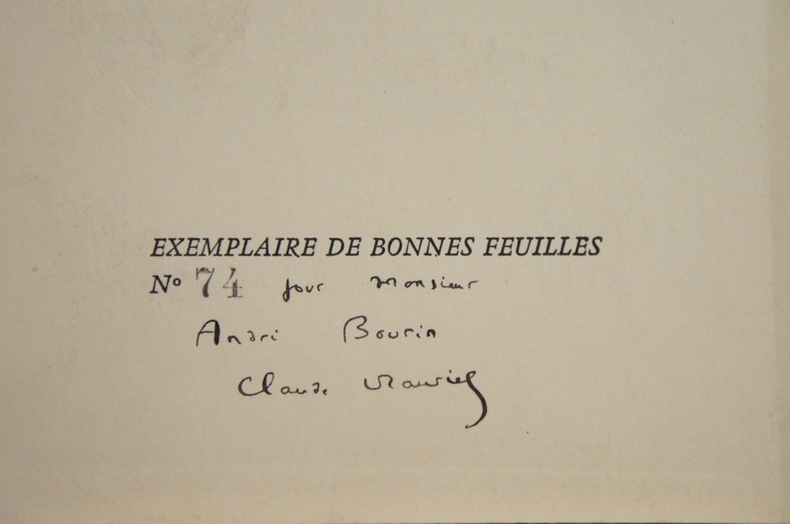 EXEMPLAIRE DE BONNES FEUILLES
No 74 pour Monsieur
André Bourin
Claude Mauriac